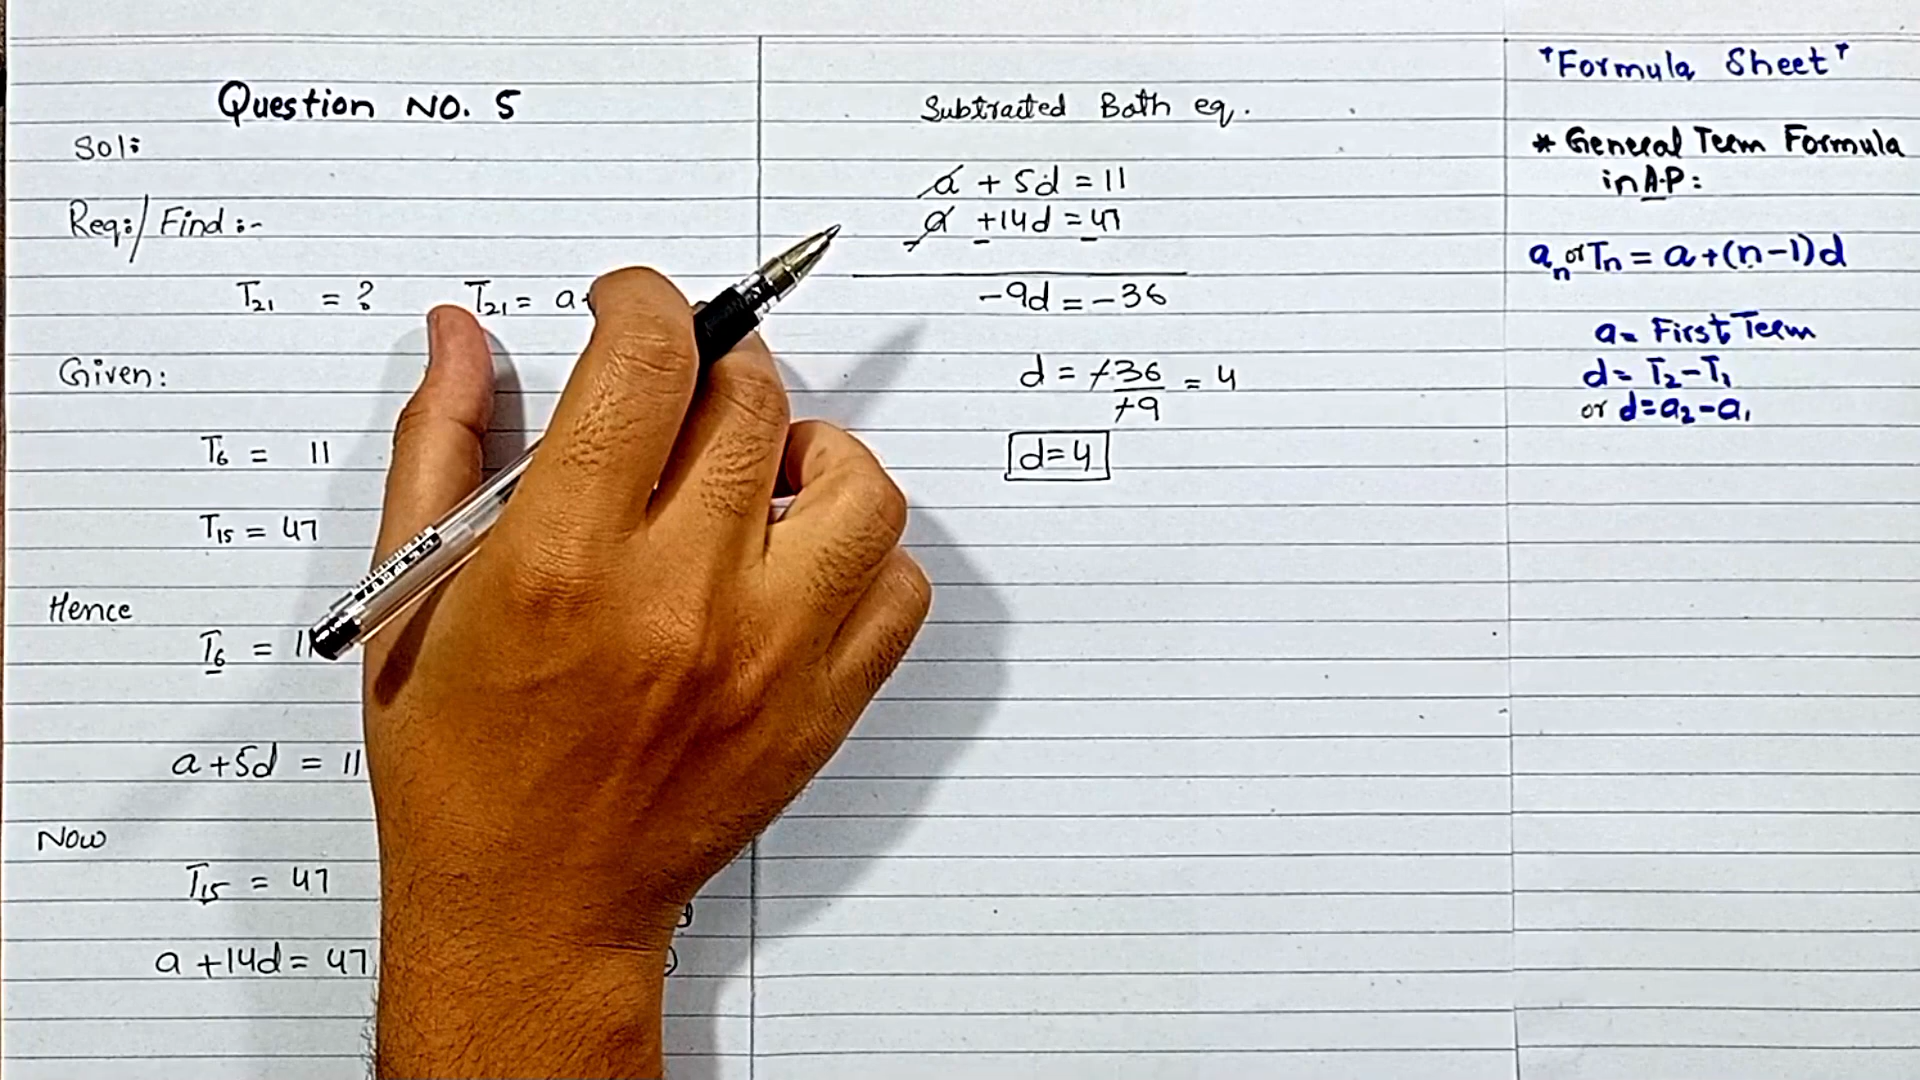 Question NO. 5
Sol:
Req:/ Find :-
T₂₁ = ? T₂₁ = a+
Given:
T₆ = 11
T₁₅ = 47
Hence
T₆ = 11
a + 5d = 11
Now
T₁₅ = 47
a + 14d = 47
Subtracted Both eq.
a + 5d = 11
a + 14d = 47
- - -
-9d = -36
d = -36/-9 = 4
d = 4
"Formula Sheet"
* General Term Formula
in A.P:
aₙ or Tₙ = a + (n-1)d
a = First Term
d = T₂ - T₁
or d = a₂ - a₁